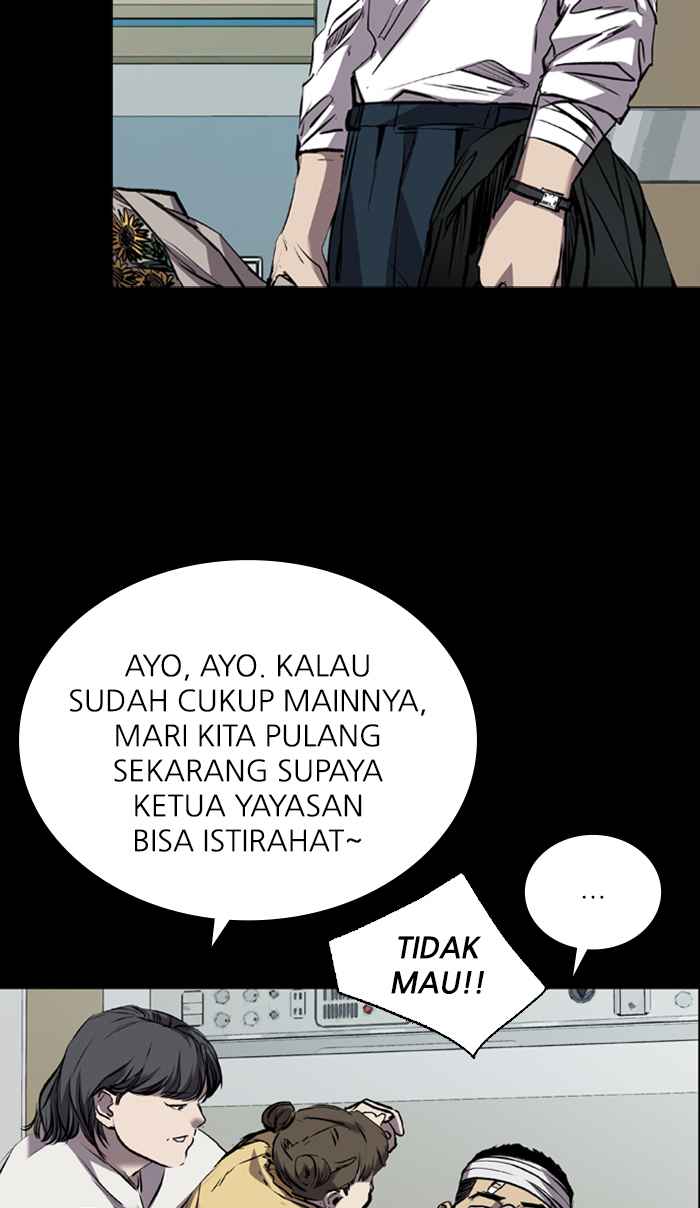 AYO, AYO. KALAU
SUDAH CUKUP MAINNYA,
MARI KITA PULANG
SEKARANG SUPAYA
KETUA YAYASAN
BISA ISTIRAHAT~
...
TIDAK
MAU!!